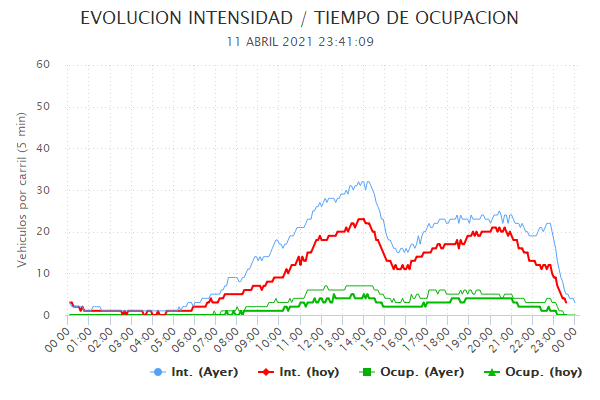 EVOLUCION INTENSIDAD / TIEMPO DE OCUPACION
11 ABRIL 2021 23:41:09
Vehiculos por carril (5 min)
60
50
40
30
20
10
0
00:00 01:00 02:00 03:00 04:00 05:00 06:00 07:00 08:00 09:00 10:00 11:00 12:00 13:00 14:00 15:00 16:00 17:00 18:00 19:00 20:00 21:00 22:00 23:00 00:00
Int. (Ayer) Int. (hoy) Ocup. (Ayer) Ocup. (hoy)